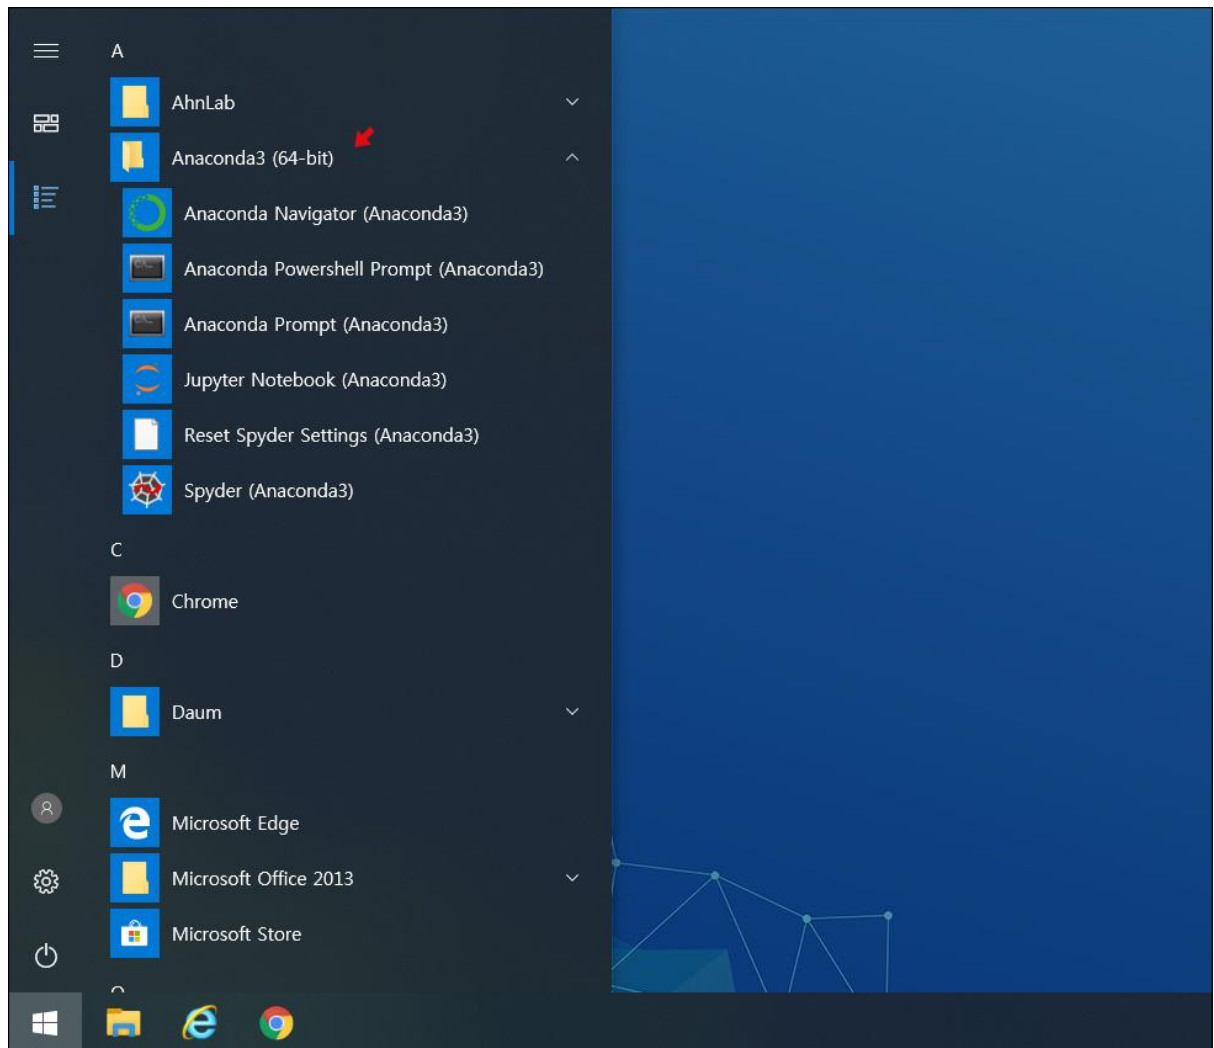 A
AhnLab
Anaconda3 (64-bit)
Anaconda Navigator (Anaconda3)
Anaconda Powershell Prompt (Anaconda3)
Anaconda Prompt (Anaconda3)
Jupyter Notebook (Anaconda3)
Reset Spyder Settings (Anaconda3)
Spyder (Anaconda3)
C
Chrome
D
Daum
M
Microsoft Edge
Microsoft Office 2013
Microsoft Store